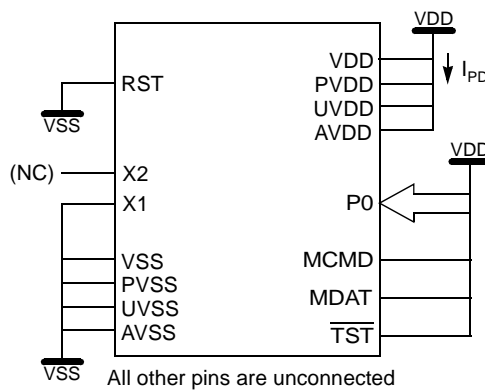 VDD
VDD
PVDD
UVDD
AVDD
I_PD
RST
VSS
VDD
(NC)
X2
X1
P0
VSS
PVSS
UVSS
AVSS
MCMD
MDAT
TST
VSS
All other pins are unconnected